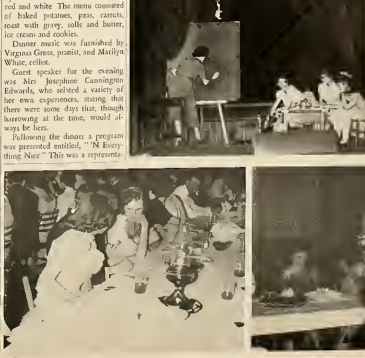 red and white The menu consisted
of baked potatoes, peas, carrots,
roast with gravy, rolls and butter,
ice cream and cookies.
Dinner music was furnished by
Virginia Gross, pianist, and Marilyn
White, cellist.
Guest speaker for the evening
was Mrs Josephine Cunnington
Edwards, who related a variety of
her own experiences, stating that
there were some days that, though
harrowing at the time, would al-
ways be hers.
Following the dinner a program
was presented entitled, "'N Every-
thing Nice" This was a representa-